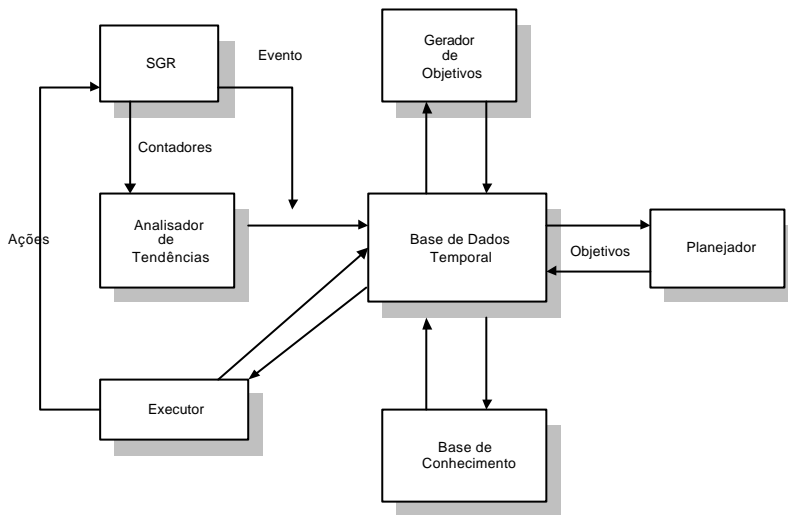 SGR
Evento
Gerador
de
Objetivos
Contadores
Analisador
de
Tendências
Ações
Base de Dados
Temporal
Objetivos
Planejador
Executor
Base de
Conhecimento